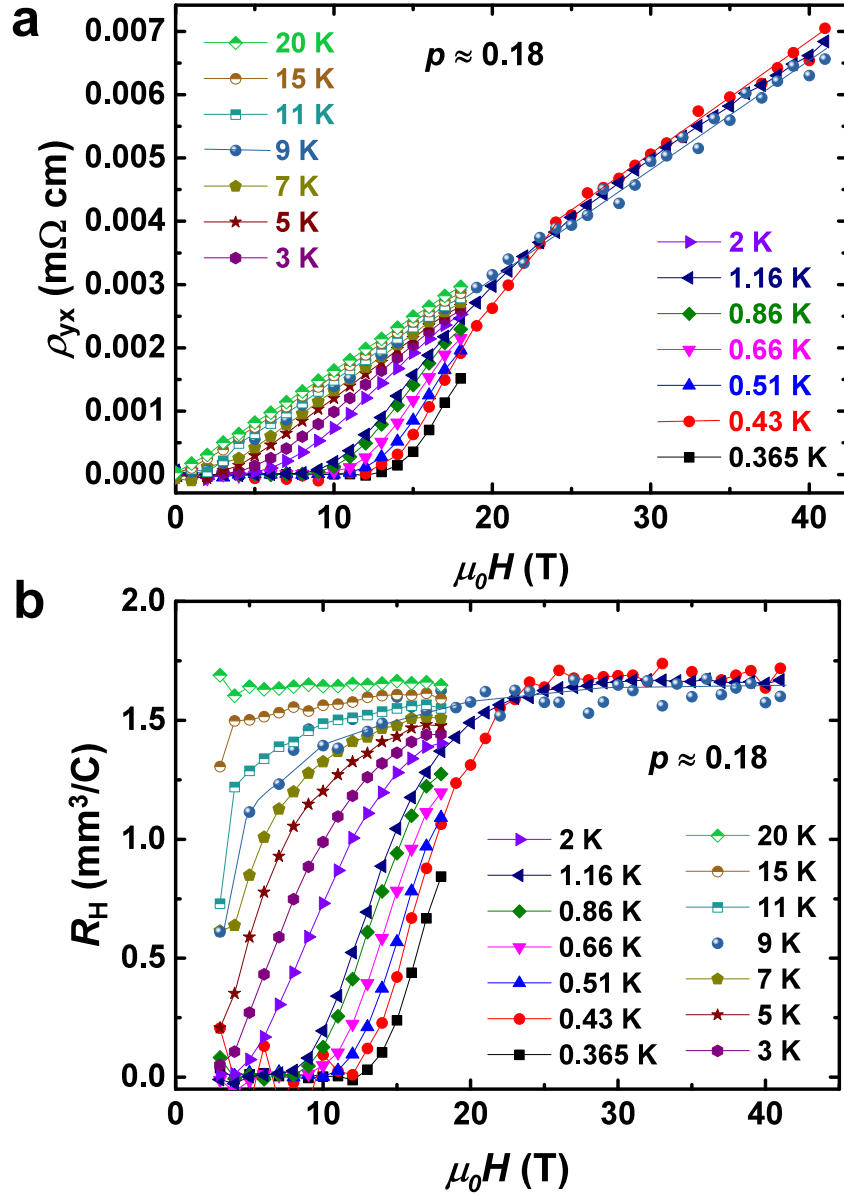 a
p ≈ 0.18
20 K
15 K
11 K
9 K
7 K
5 K
3 K
2 K
1.16 K
0.86 K
0.66 K
0.51 K
0.43 K
0.365 K
0.007
0.006
0.005
0.004
0.003
0.002
0.001
0.000
ρyx (mΩ cm)
0 10 20 30 40
μ0H (T)
b
2.0
1.5
1.0
0.5
0.0
RH (mm³/C)
p ≈ 0.18
2 K
1.16 K
0.86 K
0.66 K
0.51 K
0.43 K
0.365 K
20 K
15 K
11 K
9 K
7 K
5 K
3 K
0 10 20 30 40
μ0H (T)